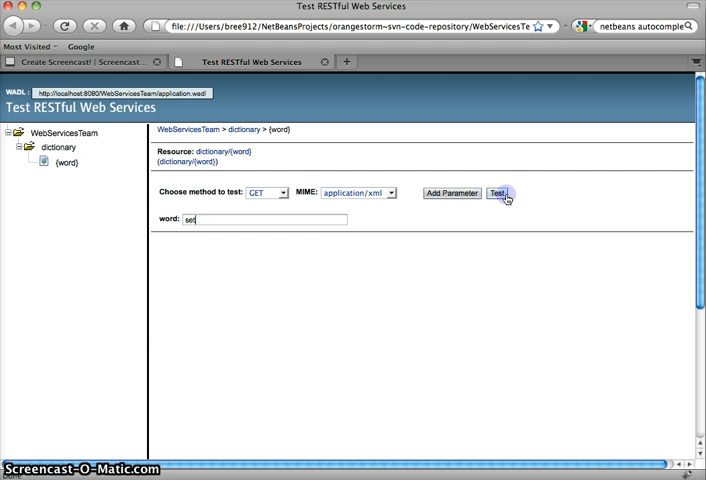 Test RESTful Web Services
file:///Users/bree912/NetBeansProjects/orangestorm~svn-code-repository/WebServicesTe
netbeans autocomple
Most Visited
Google
Create Screencast! | Screencast...
Test RESTful Web Services
WADL : http://localhost:8080/WebServicesTeam/application.wadl
Test RESTful Web Services
WebServicesTeam
dictionary
{word}
WebServicesTeam > dictionary > {word}
Resource: dictionary/{word}
(dictionary/{word})
Choose method to test: GET MIME: application/xml Add Parameter Test
word: set
Screencast-O-Matic.com
Done